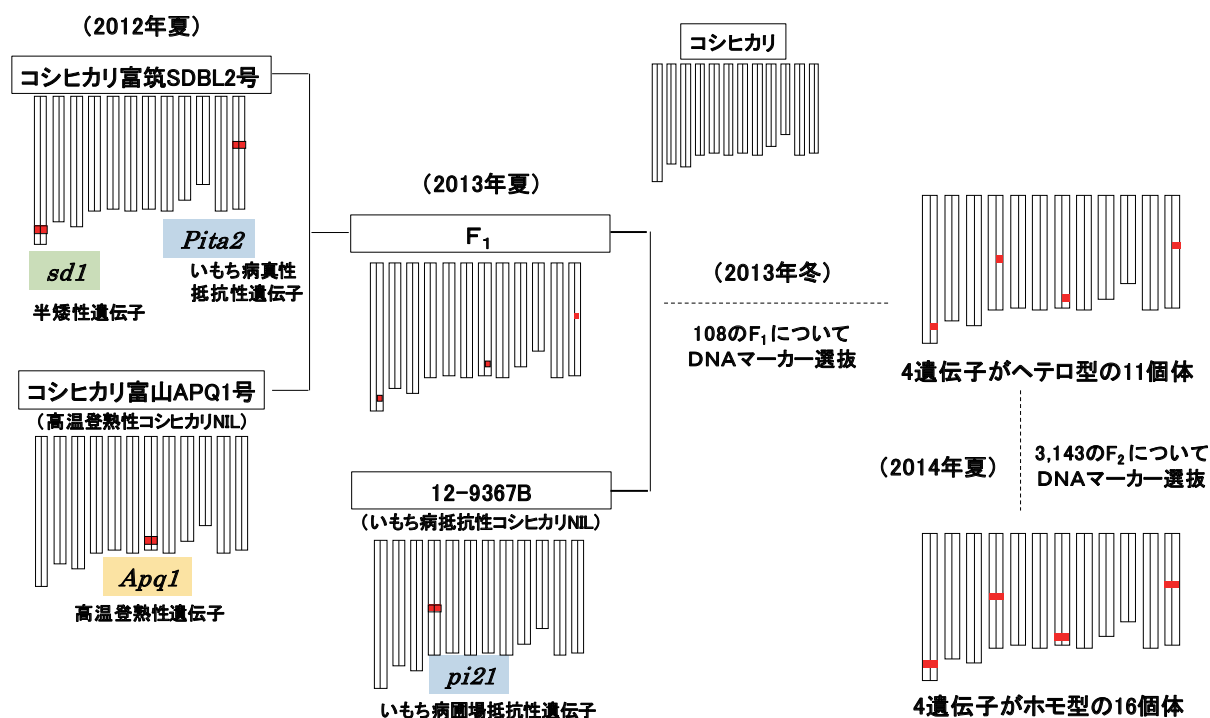 （2012年夏）
コシヒカリ富筑SDBL2号
sd1
半矮性遺伝子
Pita2
いもち病真性
抵抗性遺伝子
コシヒカリ富山APQ1号
（高温登熟性コシヒカリNIL）
Apq1
高温登熟性遺伝子
（2013年夏）
F1
12-9367B
（いもち病抵抗性コシヒカリNIL）
pi21
いもち病圃場抵抗性遺伝子
コシヒカリ
（2013年冬）
108のF1について
DNAマーカー選抜
4遺伝子がヘテロ型の11個体
（2014年夏）
3,143のF2について
DNAマーカー選抜
4遺伝子がホモ型の16個体